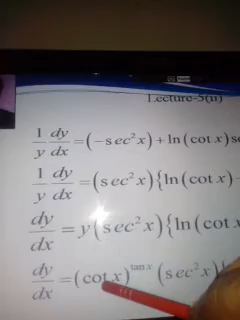 Lecture-5(ii)
1/y dy/dx = (-sec²x) + ln(cot x)
1/y dy/dx = (sec²x){ln(cot x) -
dy/dx = y(sec²x){ln(cot
dy/dx = (cot x)^tan x (sec²x)